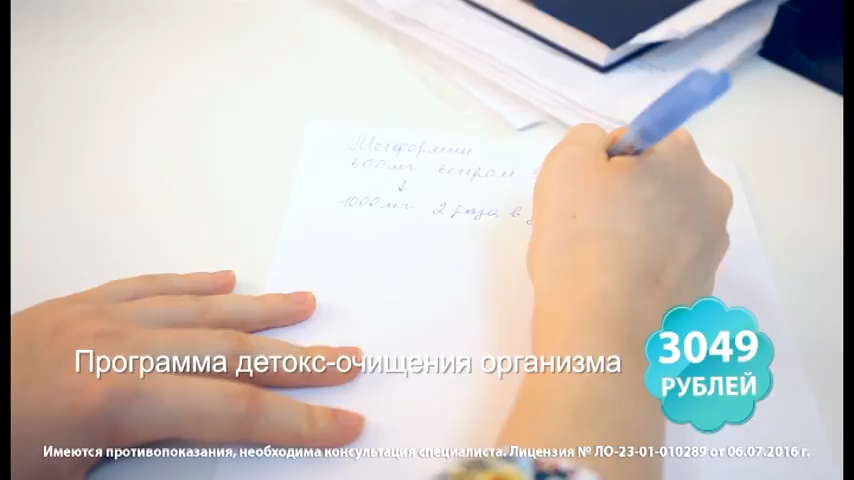 Метформин
500мг вечером
↓
1000мг 2 раза в
Программа детокс-очищения организма
3049
РУБЛЕЙ
Имеются противопоказания, необходима консультация специалиста. Лицензия № ЛО-23-01-010289 от 06.07.2016 г.